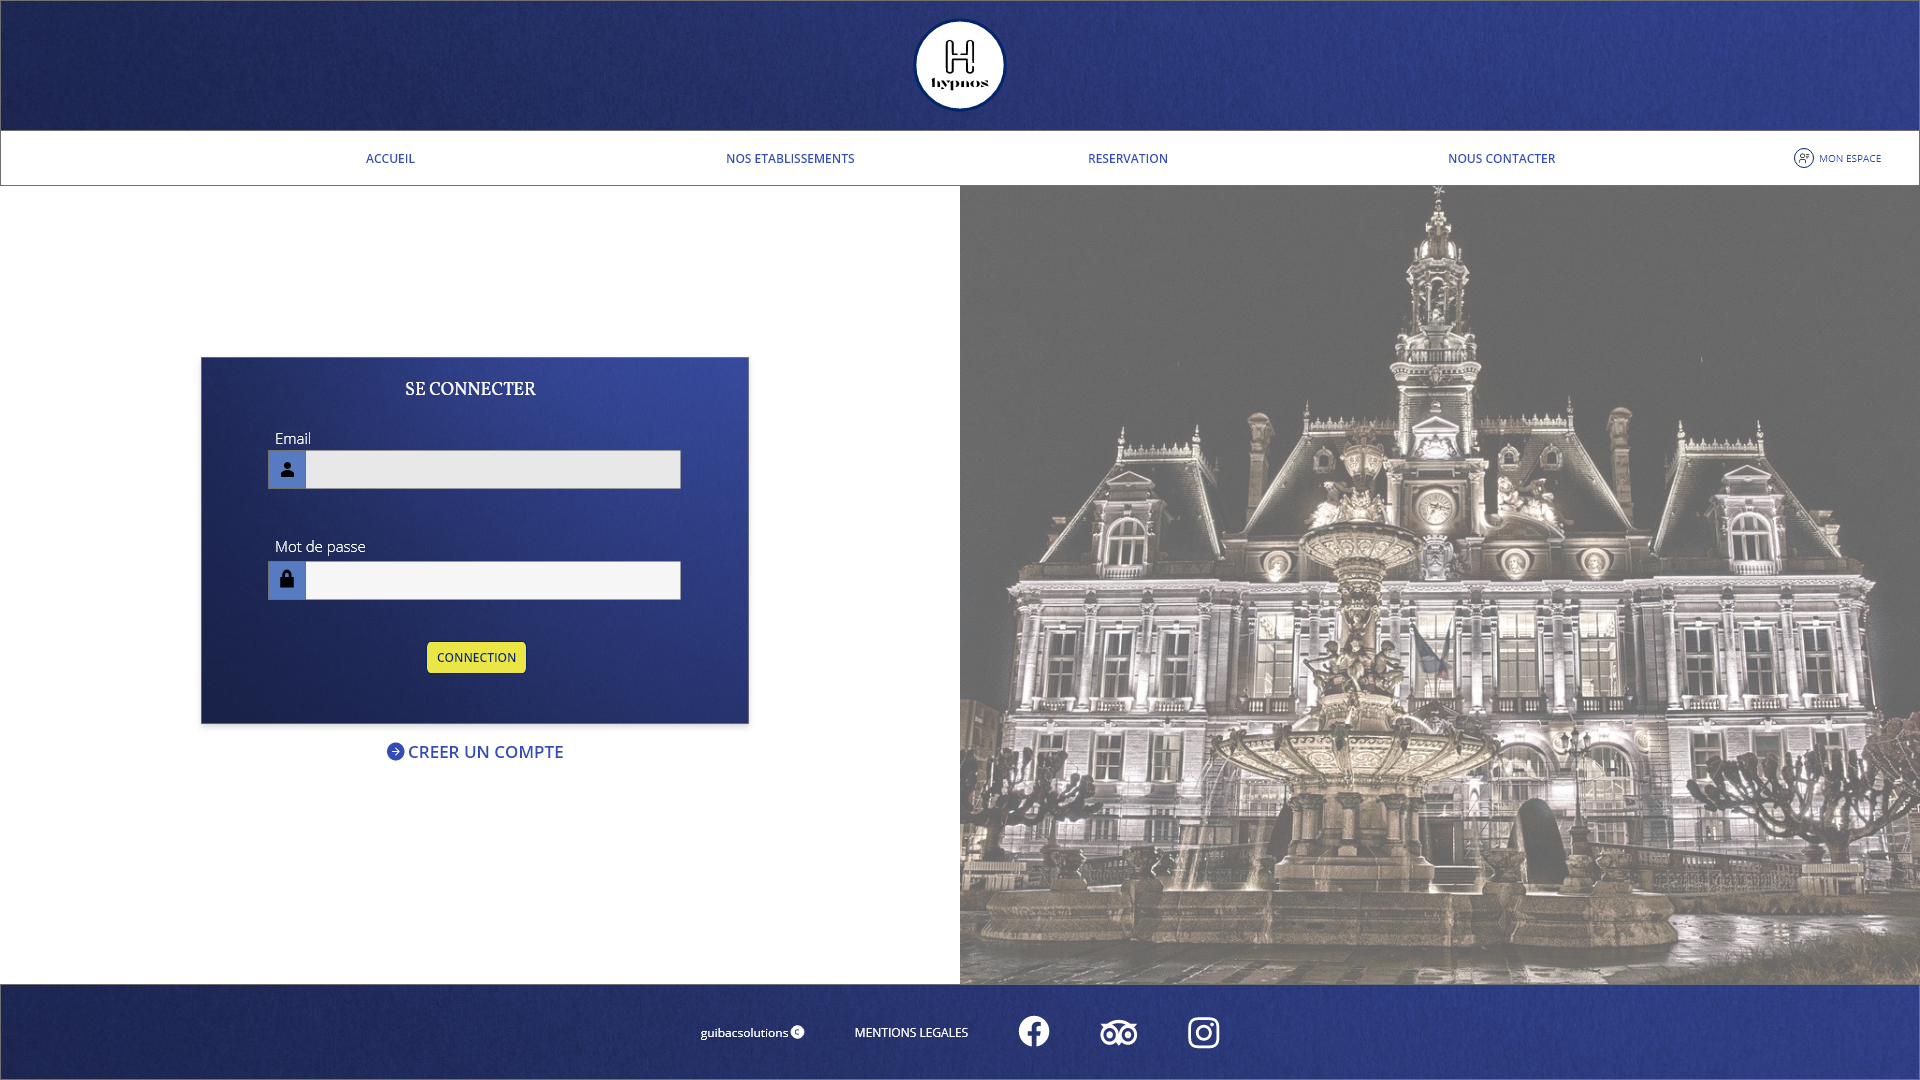 H
hypnos
ACCUEIL
NOS ETABLISSEMENTS
RESERVATION
NOUS CONTACTER
MON ESPACE
SE CONNECTER
Email
Mot de passe
CONNECTION
CREER UN COMPTE
guibacsolutions C
MENTIONS LEGALES